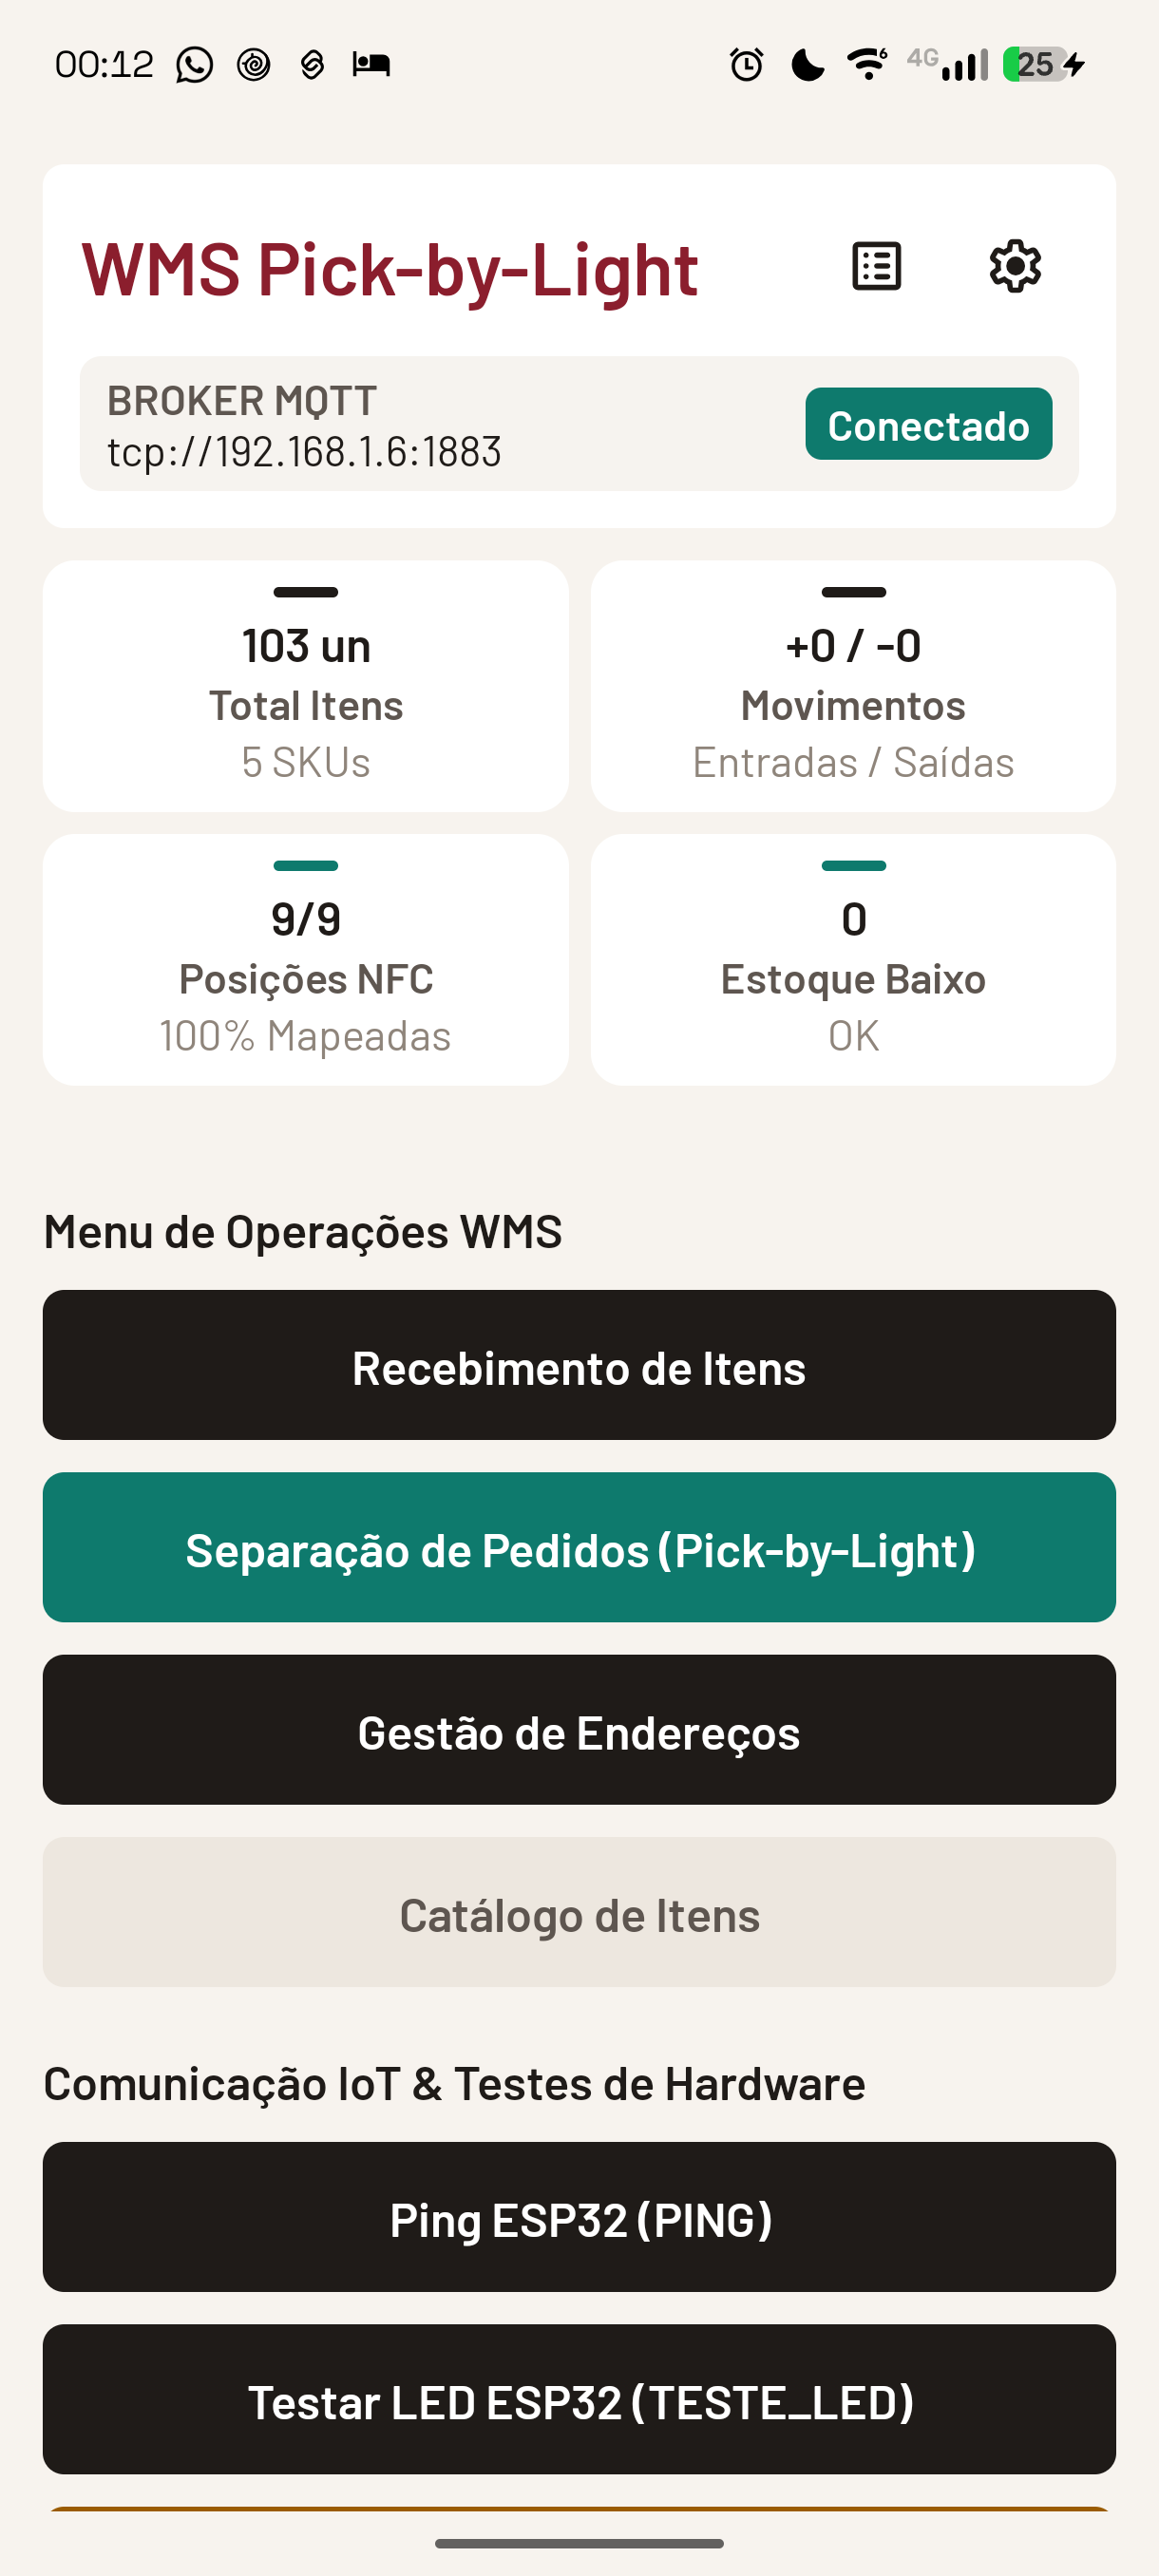 00:12
4G
25
WMS Pick-by-Light
BROKER MQTT
tcp://192.168.1.6:1883
Conectado
103 un
Total Itens
5 SKUs
+0 / -0
Movimentos
Entradas / Saídas
9/9
Posições NFC
100% Mapeadas
0
Estoque Baixo
OK
Menu de Operações WMS
Recebimento de Itens
Separação de Pedidos (Pick-by-Light)
Gestão de Endereços
Catálogo de Itens
Comunicação IoT & Testes de Hardware
Ping ESP32 (PING)
Testar LED ESP32 (TESTE_LED)